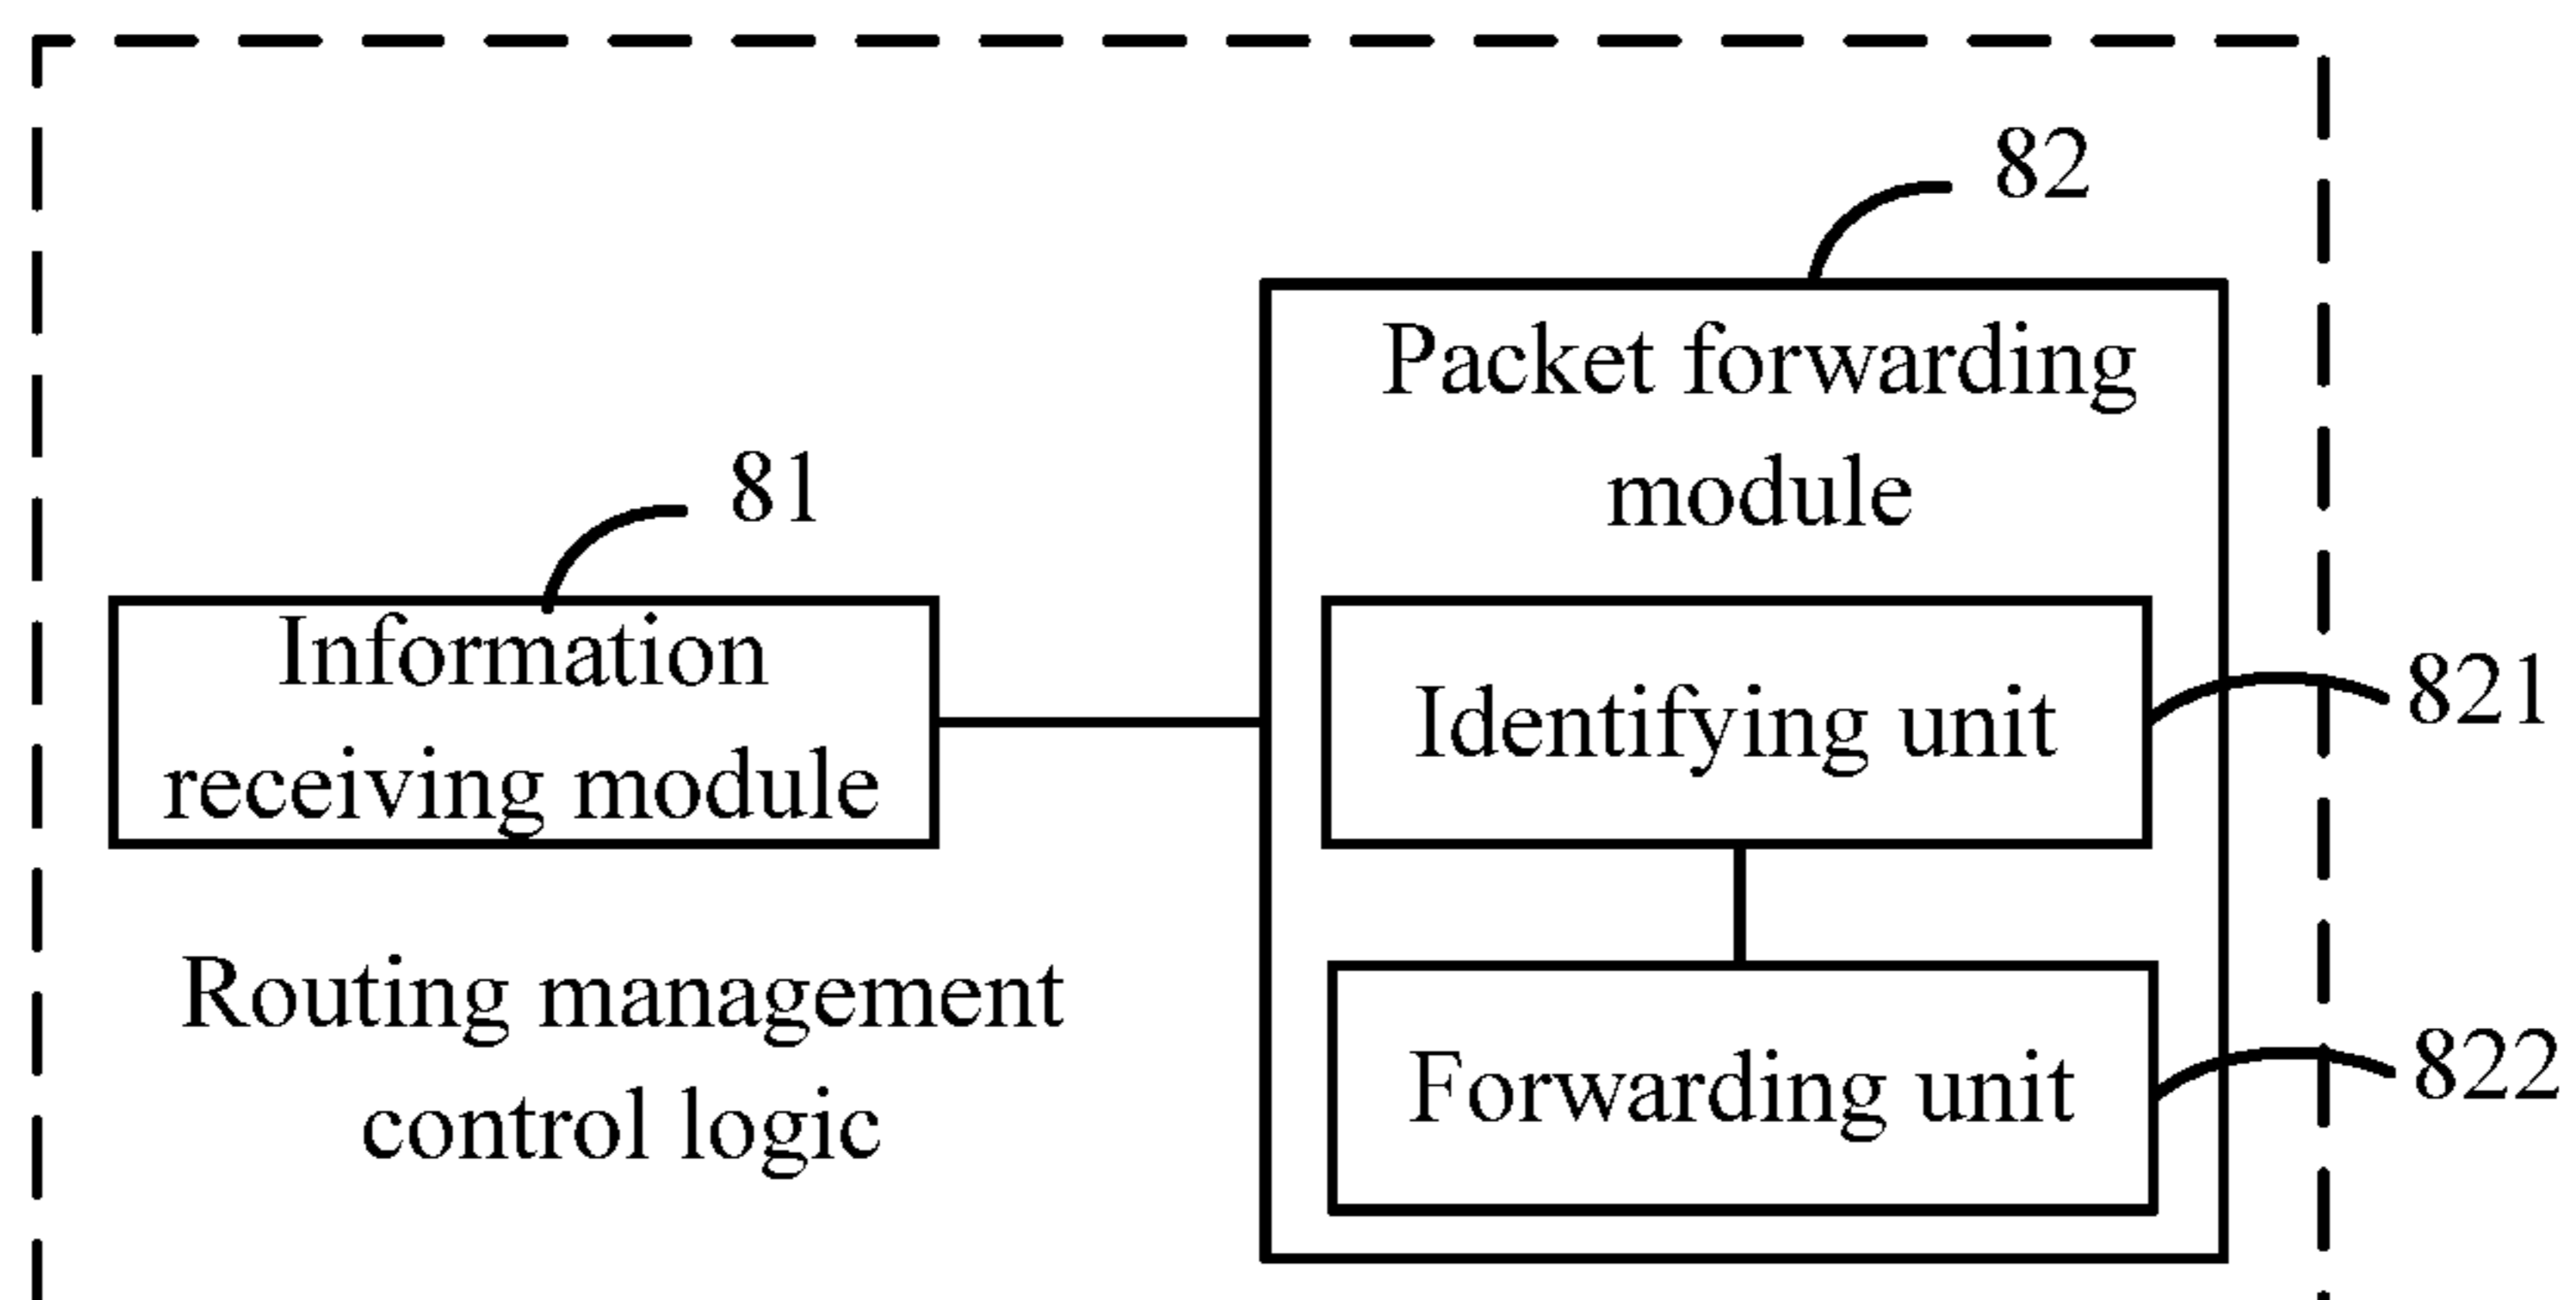 82
Packet forwarding
module
81
Information
receiving module
Identifying unit
821
Routing management
control logic
Forwarding unit
822